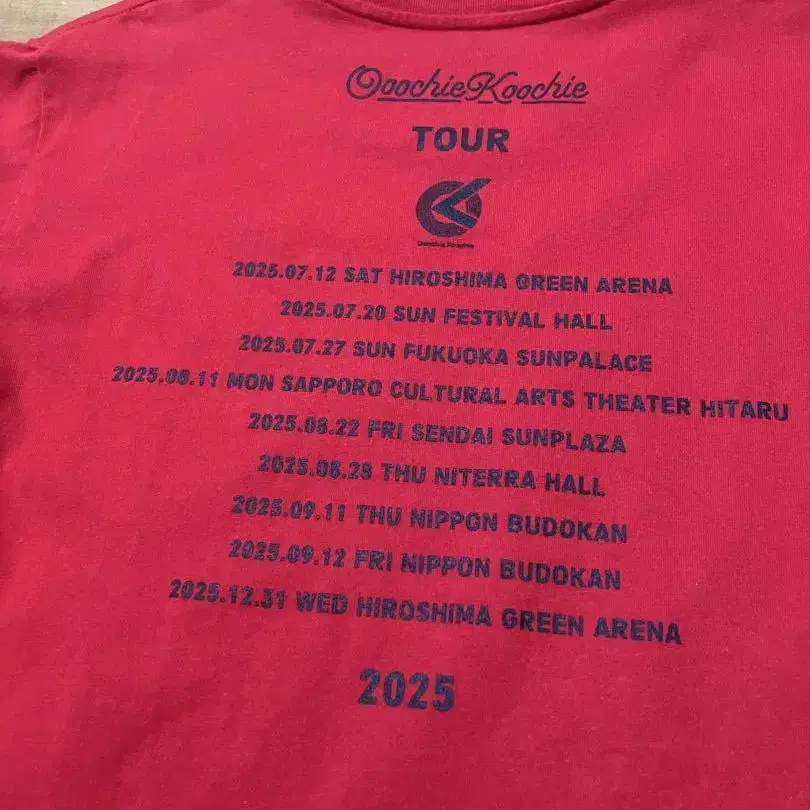 OoochieKoochie
TOUR
Ooochie Koochie
2025.07.12 SAT HIROSHIMA GREEN ARENA
2025.07.20 SUN FESTIVAL HALL
2025.07.27 SUN FUKUOKA SUNPALACE
2025.08.11 MON SAPPORO CULTURAL ARTS THEATER HITARU
2025.08.22 FRI SENDAI SUNPLAZA
2025.08.28 THU NITERRA HALL
2025.09.11 THU NIPPON BUDOKAN
2025.09.12 FRI NIPPON BUDOKAN
2025.12.31 WED HIROSHIMA GREEN ARENA
2025